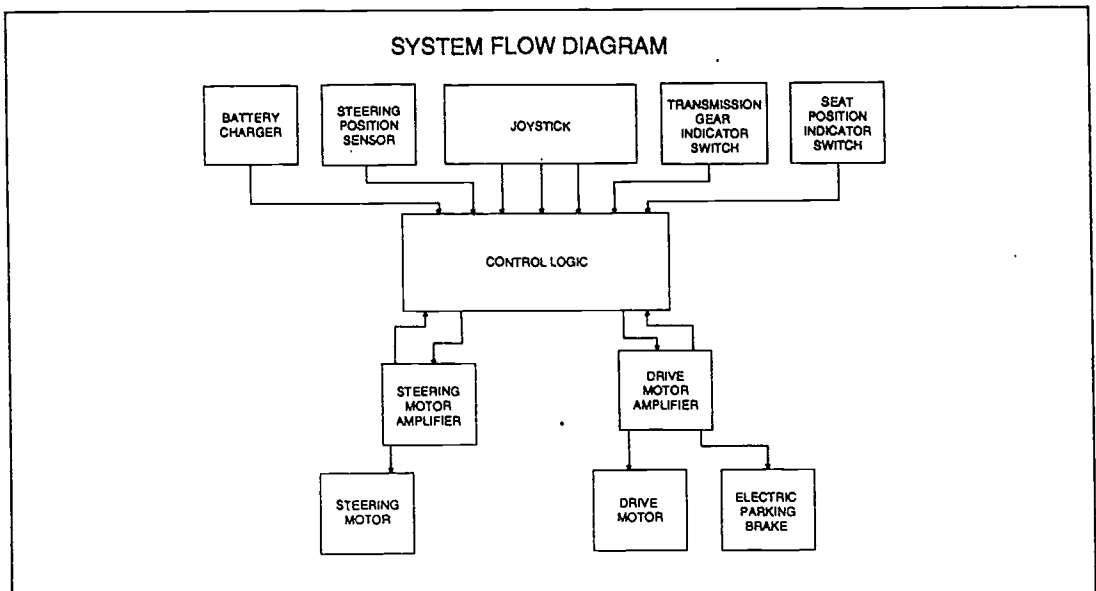 SYSTEM FLOW DIAGRAM
BATTERY
CHARGER
STEERING
POSITION
SENSOR
JOYSTICK
TRANSMISSION
GEAR
INDICATOR
SWITCH
SEAT
POSITION
INDICATOR
SWITCH
CONTROL LOGIC
STEERING
MOTOR
AMPLIFIER
DRIVE
MOTOR
AMPLIFIER
STEERING
MOTOR
DRIVE
MOTOR
ELECTRIC
PARKING
BRAKE